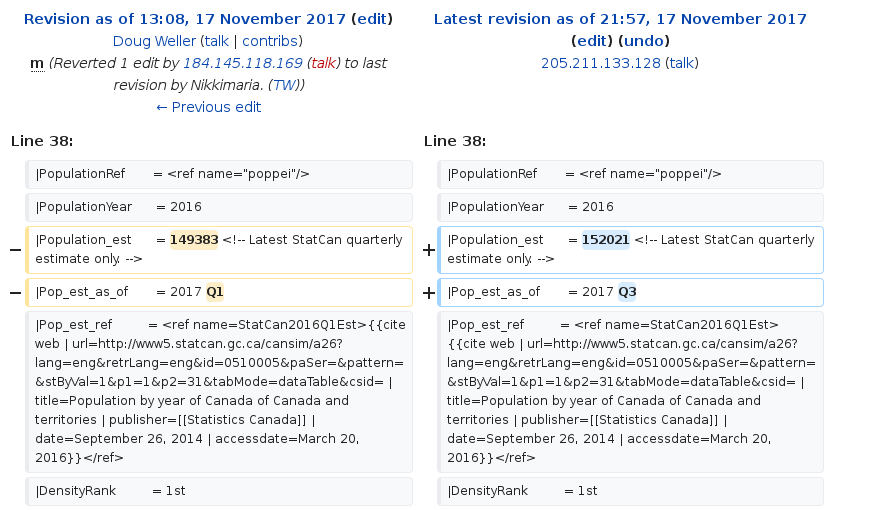 Revision as of 13:08, 17 November 2017 (edit)
Doug Weller (talk | contribs)
m (Reverted 1 edit by 184.145.118.169 (talk) to last
revision by Nikkimaria. (TW))
← Previous edit
Latest revision as of 21:57, 17 November 2017
(edit) (undo)
205.211.133.128 (talk)
Line 38:
Line 38:
|PopulationRef = <ref name="poppei"/>
|PopulationRef = <ref name="poppei"/>
|PopulationYear = 2016
|PopulationYear = 2016
− |Population_est = 149383 <!-- Latest StatCan quarterly
estimate only. -->
+ |Population_est = 152021 <!-- Latest StatCan quarterly
estimate only. -->
− |Pop_est_as_of = 2017 Q1
+ |Pop_est_as_of = 2017 Q3
|Pop_est_ref = <ref name=StatCan2016Q1Est>{{cite
web | url=http://www5.statcan.gc.ca/cansim/a26?
lang=eng&retrLang=eng&id=0510005&paSer=&pattern=
&stByVal=1&p1=1&p2=31&tabMode=dataTable&csid= |
title=Population by year of Canada of Canada and
territories | publisher=[[Statistics Canada]] |
date=September 26, 2014 | accessdate=March 20,
2016}}</ref>
|Pop_est_ref = <ref name=StatCan2016Q1Est>
{{cite web | url=http://www5.statcan.gc.ca/cansim/a26?
lang=eng&retrLang=eng&id=0510005&paSer=&pattern=
&stByVal=1&p1=1&p2=31&tabMode=dataTable&csid= |
title=Population by year of Canada of Canada and
territories | publisher=[[Statistics Canada]] |
date=September 26, 2014 | accessdate=March 20,
2016}}</ref>
|DensityRank = 1st
|DensityRank = 1st